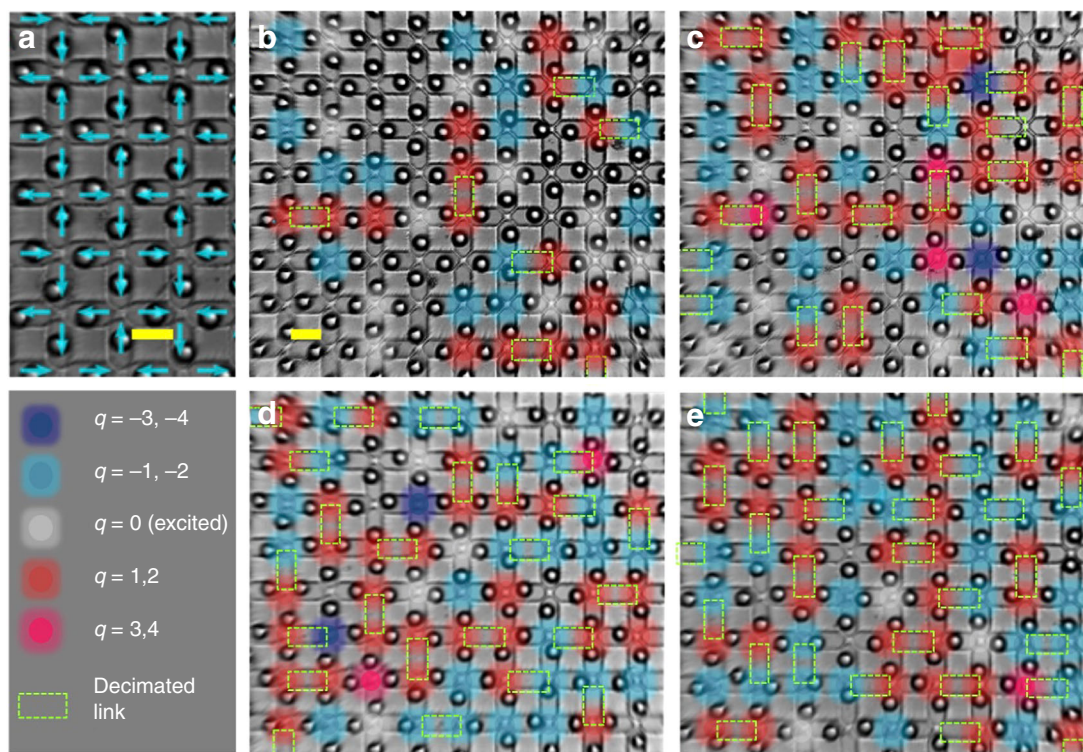 a
b
c
q = –3, –4
q = –1, –2
q = 0 (excited)
q = 1,2
q = 3,4
Decimated
link
d
e